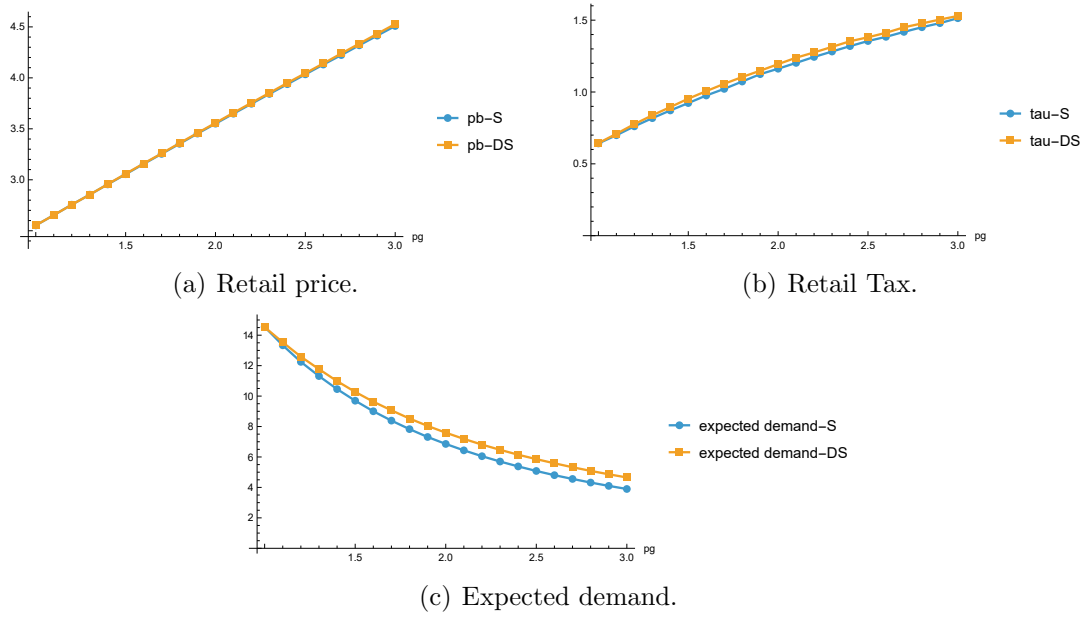 4.5
4.0
3.5
3.0
1.5
2.0
2.5
3.0
pg
pb-S
pb-DS
(a) Retail price.
1.5
1.0
0.5
1.5
2.0
2.5
3.0
pg
tau-S
tau-DS
(b) Retail Tax.
14
12
10
8
6
4
2
1.5
2.0
2.5
3.0
pg
expected demand-S
expected demand-DS
(c) Expected demand.